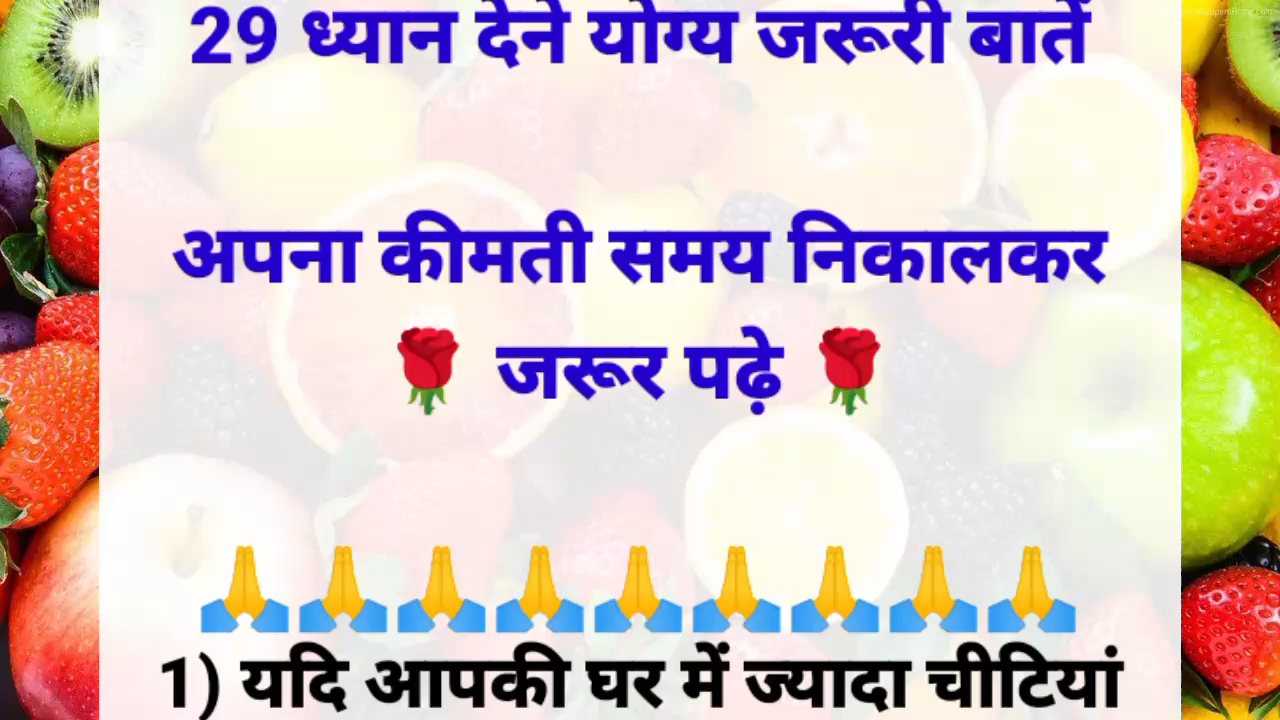 29 ध्यान देने योग्य जरूरी बातें
अपना कीमती समय निकालकर
🌹 जरूर पढ़े 🌹
🙏🙏🙏🙏🙏🙏🙏🙏🙏
1) यदि आपकी घर में ज्यादा चीटियां